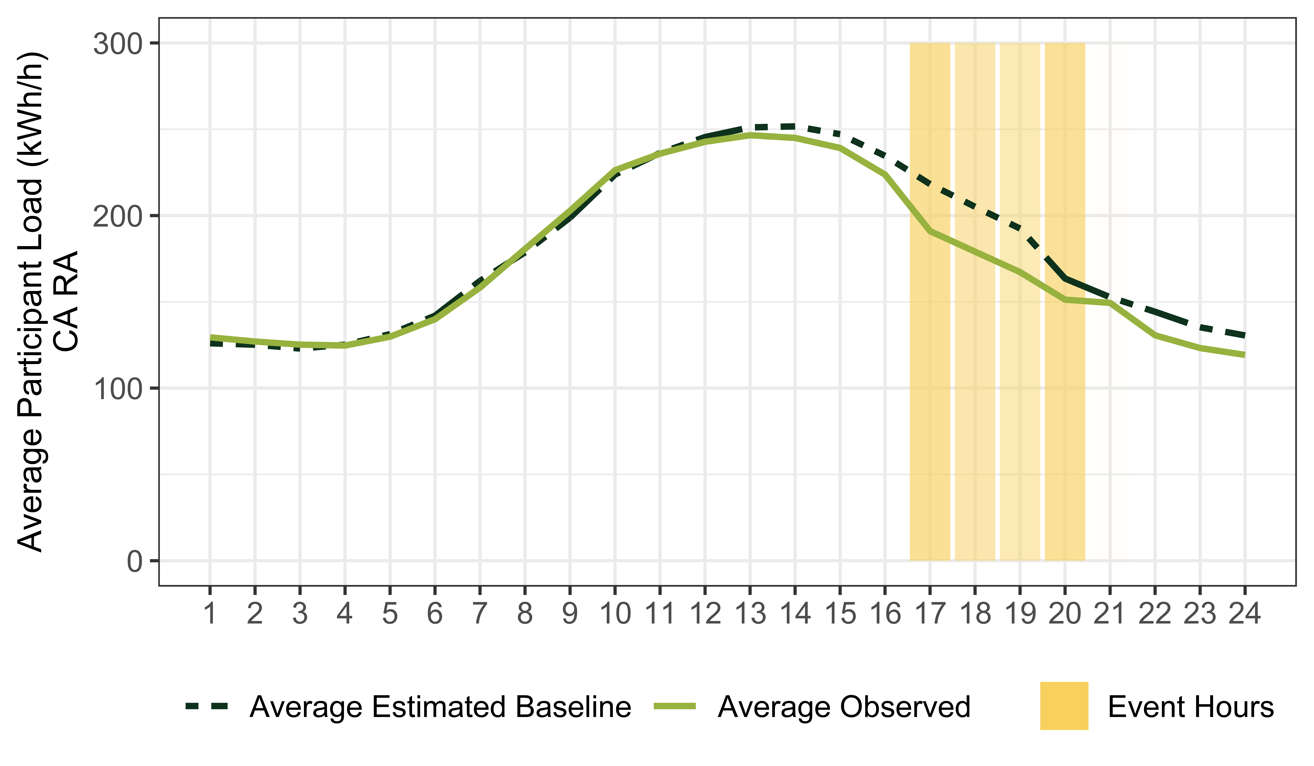 Average Participant Load (kWh/h)
CA RA
300
200
100
0
1 2 3 4 5 6 7 8 9 10 11 12 13 14 15 16 17 18 19 20 21 22 23 24
Average Estimated Baseline Average Observed Event Hours